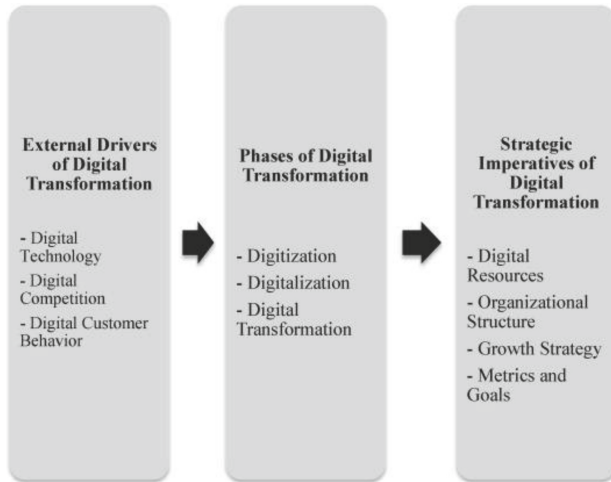 External Drivers
of Digital
Transformation
- Digital
Technology
- Digital
Competition
- Digital Customer
Behavior
Phases of Digital
Transformation
- Digitization
- Digitalization
- Digital
Transformation
Strategic
Imperatives of
Digital
Transformation
- Digital
Resources
- Organizational
Structure
- Growth Strategy
- Metrics and
Goals